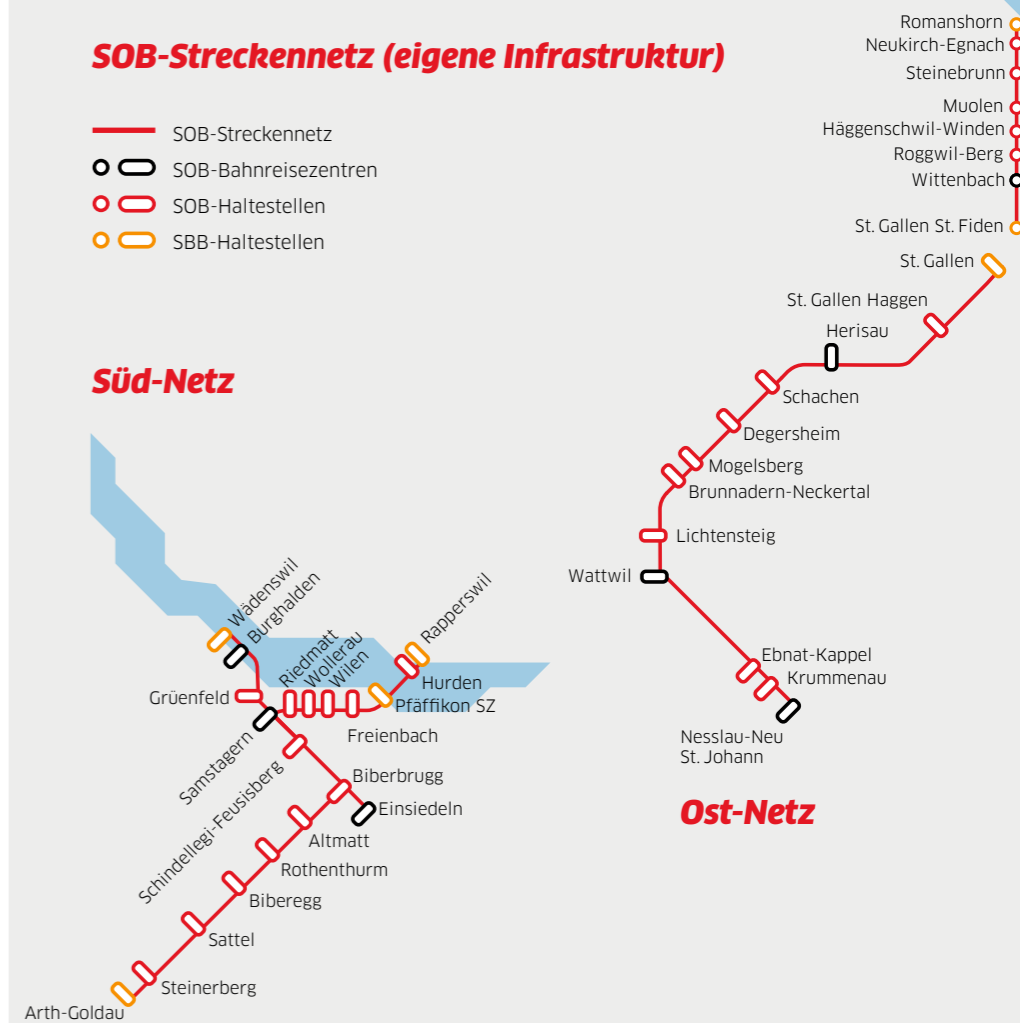 SOB-Streckennetz (eigene Infrastruktur)
SOB-Streckennetz
SOB-Bahnreisezentren
SOB-Haltestellen
SBB-Haltestellen
Romanshorn
Neukirch-Egnach
Steinebrunn
Muolen
Häggenschwil-Winden
Roggwil-Berg
Wittenbach
St. Gallen St. Fiden
St. Gallen
St. Gallen Haggen
Herisau
Schachen
Degersheim
Mogelsberg
Brunnadern-Neckertal
Lichtensteig
Wattwil
Ebnat-Kappel
Krummenau
Nesslau-Neu
St. Johann
Ost-Netz
Süd-Netz
Wädenswil
Burghalden
Grüenfeld
Samstagern
Riedmatt
Wollerau
Wilen
Freienbach
Pfäffikon SZ
Hurden
Rapperswil
Schindellegi-Feusisberg
Biberbrugg
Einsiedeln
Altmatt
Rothenthurm
Biberegg
Sattel
Steinerberg
Arth-Goldau